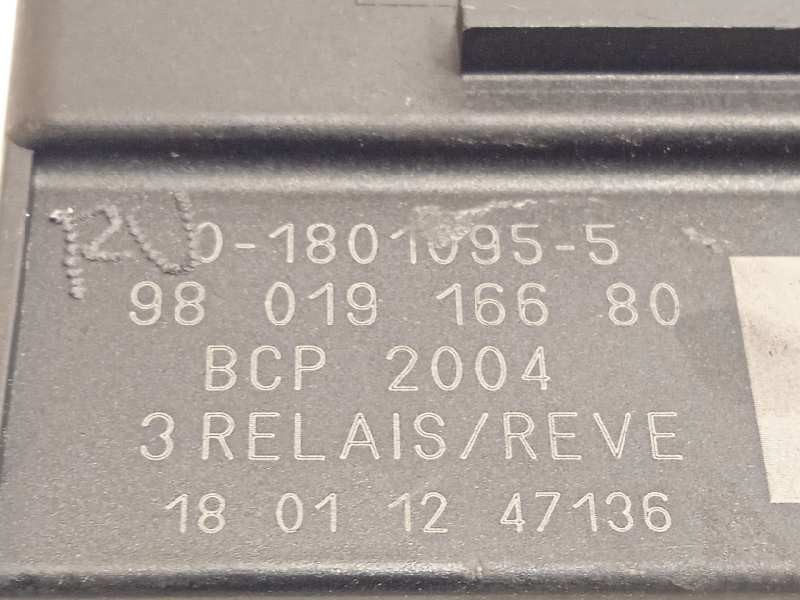 0-1801095-5
98 019 166 80
BCP 2004
3 RELAIS/REVE
18 01 12 47136